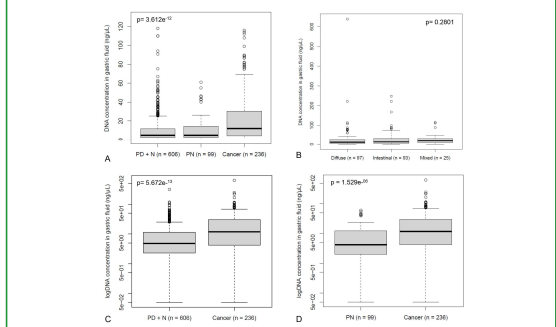 p= 3.612e⁻¹²
DNA concentration in gastric fluid (ng/μL)
120
100
80
60
40
20
0
PD + N (n = 606) PN (n = 99) Cancer (n = 236)
A
p= 0.2801
DNA concentration in gastric fluid (ng/μL)
600
500
400
300
200
100
0
Diffuse (n = 97) Intestinal (n = 93) Mixed (n = 25)
B
p= 5.672e⁻¹³
logDNA concentration in gastric fluid (ng/μL)
5e+02
5e+01
5e+00
5e-01
5e-02
PD + N (n = 606) Cancer (n = 236)
C
logDNA concentration in gastric fluid (ng/μL)
5e+02
5e+01
5e+00
5e-01
5e-02
PN (n = 99) Cancer (n = 236)
D